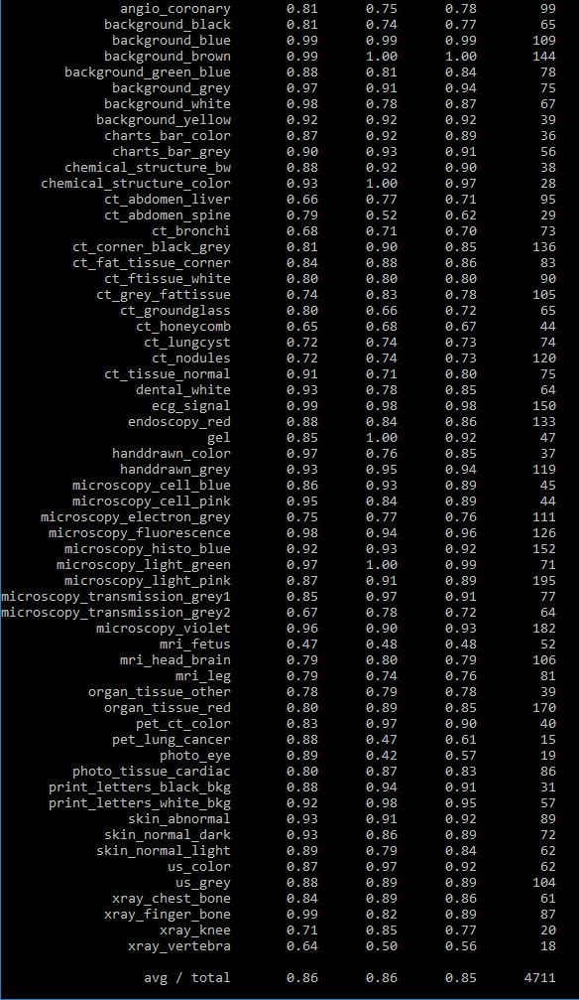 angio_coronary 0.81 0.75 0.78 99
background_black 0.81 0.74 0.77 65
background_blue 0.99 0.99 0.99 109
background_brown 0.99 1.00 1.00 144
background_green_blue 0.88 0.81 0.84 78
background_grey 0.97 0.91 0.94 75
background_white 0.98 0.78 0.87 67
background_yellow 0.92 0.92 0.92 39
charts_bar_color 0.87 0.92 0.89 36
charts_bar_grey 0.90 0.93 0.91 56
chemical_structure_bw 0.88 0.92 0.90 38
chemical_structure_color 0.93 1.00 0.97 28
ct_abdomen_liver 0.66 0.77 0.71 95
ct_abdomen_spine 0.79 0.52 0.62 29
ct_bronchi 0.68 0.71 0.70 73
ct_corner_black_grey 0.81 0.90 0.85 136
ct_fat_tissue_corner 0.84 0.88 0.86 83
ct_ftissue_white 0.80 0.80 0.80 90
ct_grey_fattissue 0.74 0.83 0.78 105
ct_groundglass 0.80 0.66 0.72 65
ct_honeycomb 0.65 0.68 0.67 44
ct_lungcyst 0.72 0.74 0.73 74
ct_nodules 0.72 0.74 0.73 120
ct_tissue_normal 0.91 0.71 0.80 75
dental_white 0.93 0.78 0.85 64
ecg_signal 0.99 0.98 0.98 150
endoscopy_red 0.88 0.84 0.86 133
gel 0.85 1.00 0.92 47
handdrawn_color 0.97 0.76 0.85 37
handdrawn_grey 0.93 0.95 0.94 119
microscopy_cell_blue 0.86 0.93 0.89 45
microscopy_cell_pink 0.95 0.84 0.89 44
microscopy_electron_grey 0.75 0.77 0.76 111
microscopy_fluorescence 0.98 0.94 0.96 126
microscopy_histo_blue 0.92 0.93 0.92 152
microscopy_light_green 0.97 1.00 0.99 71
microscopy_light_pink 0.87 0.91 0.89 195
microscopy_transmission_grey1 0.85 0.97 0.91 77
microscopy_transmission_grey2 0.67 0.78 0.72 64
microscopy_violet 0.96 0.90 0.93 182
mri_fetus 0.47 0.48 0.48 52
mri_head_brain 0.79 0.80 0.79 106
mri_leg 0.79 0.74 0.76 81
organ_tissue_other 0.78 0.79 0.78 39
organ_tissue_red 0.80 0.89 0.85 170
pet_ct_color 0.83 0.97 0.90 40
pet_lung_cancer 0.88 0.47 0.61 15
photo_eye 0.89 0.42 0.57 19
photo_tissue_cardiac 0.80 0.87 0.83 86
print_letters_black_bkg 0.88 0.94 0.91 31
print_letters_white_bkg 0.92 0.98 0.95 57
skin_abnormal 0.93 0.91 0.92 89
skin_normal_dark 0.93 0.86 0.89 72
skin_normal_light 0.89 0.79 0.84 62
us_color 0.87 0.97 0.92 62
us_grey 0.88 0.89 0.89 104
xray_chest_bone 0.84 0.89 0.86 61
xray_finger_bone 0.99 0.82 0.89 87
xray_knee 0.71 0.85 0.77 20
xray_vertebra 0.64 0.50 0.56 18
avg / total 0.86 0.86 0.85 4711